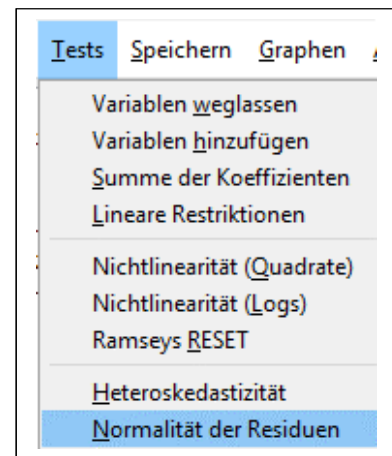 Tests Speichern Graphen
Variablen weglassen
Variablen hinzufügen
Summe der Koeffizienten
Lineare Restriktionen
Nichtlinearität (Quadrate)
Nichtlinearität (Logs)
Ramseys RESET
Heteroskedastizität
Normalität der Residuen